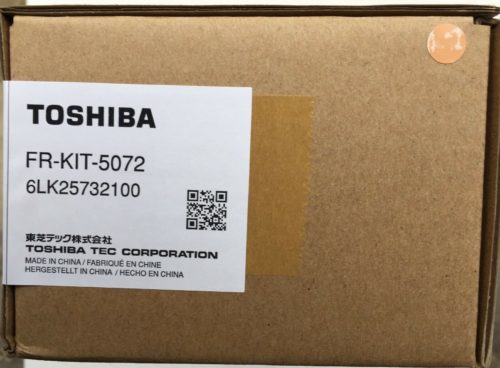 TOSHIBA
FR-KIT-5072
6LK25732100
東芝テック株式会社
TOSHIBA TEC CORPORATION
MADE IN CHINA / FABRIQUÉ EN CHINE
HERGESTELLT IN CHINA / HECHO EN CHINA